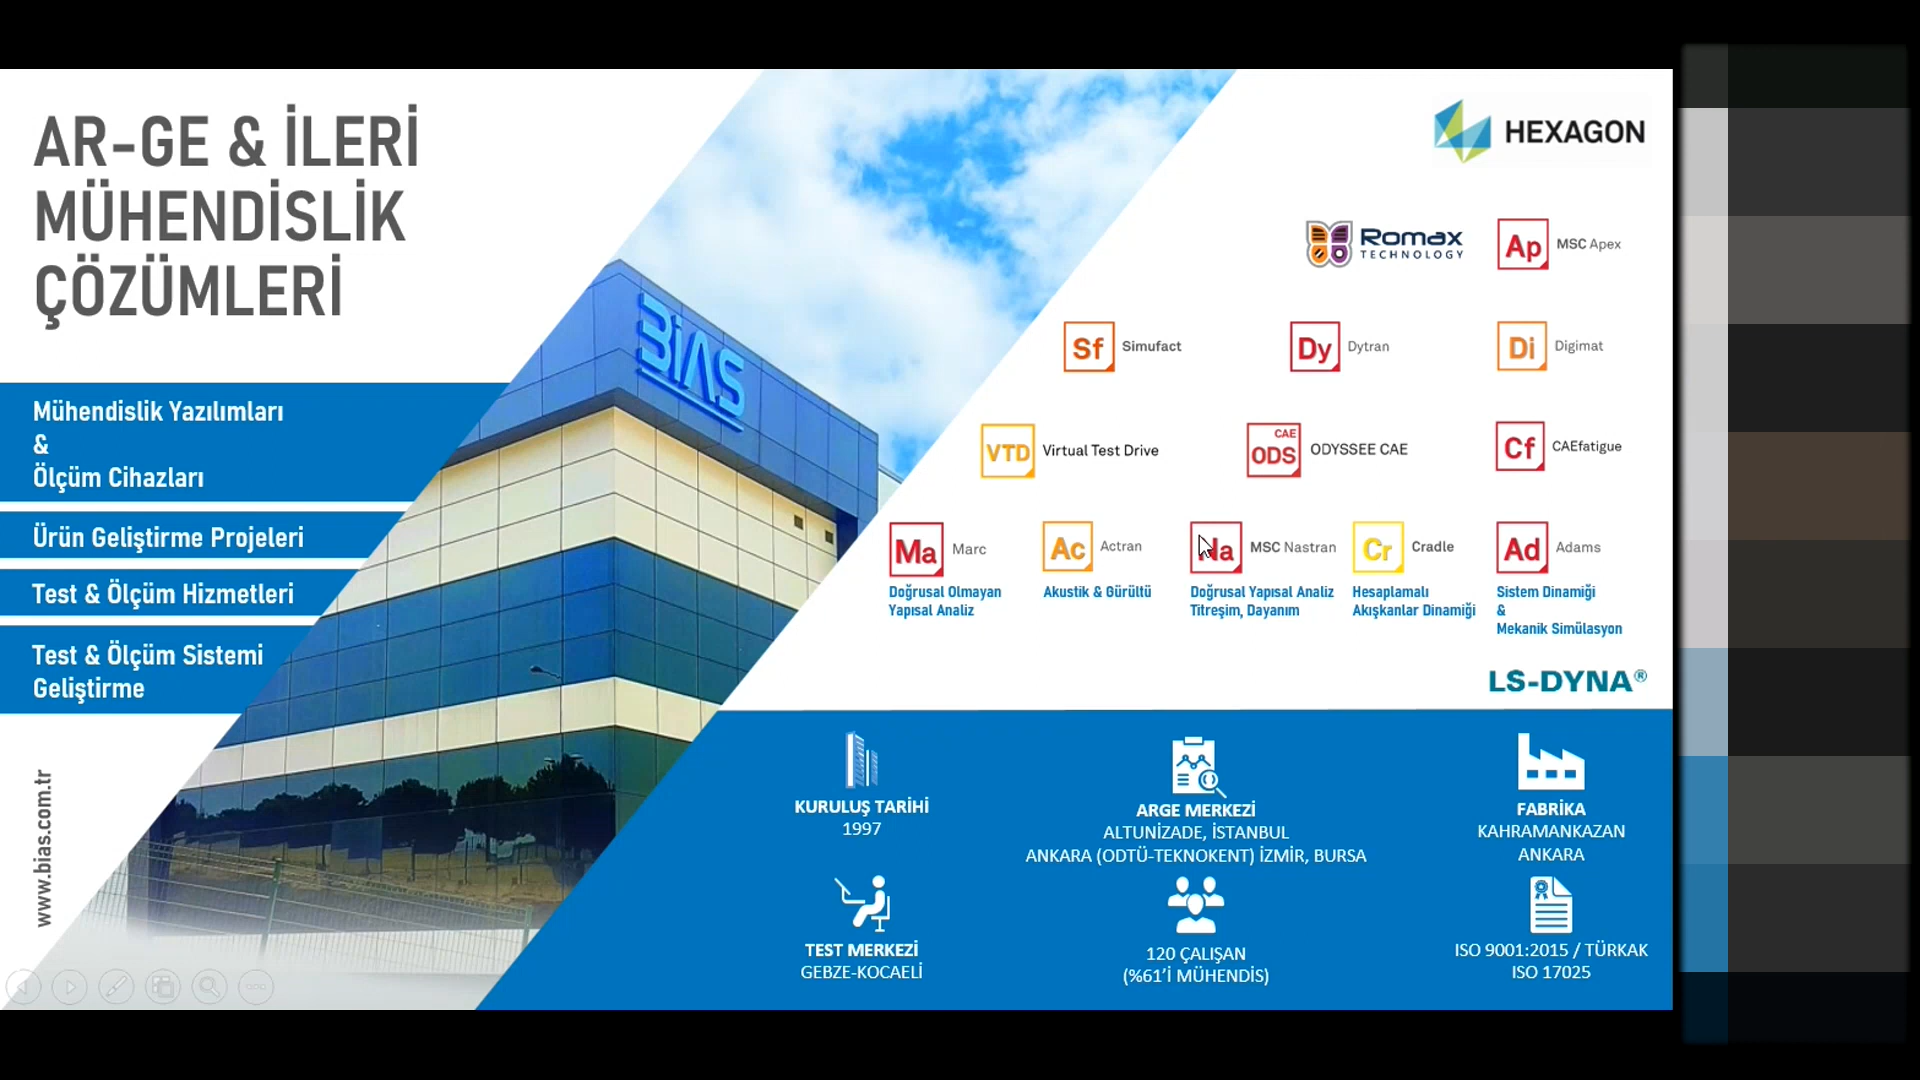 AR-GE & İLERİ
MÜHENDİSLİK
ÇÖZÜMLERİ
Mühendislik Yazılımları
&
Ölçüm Cihazları
Ürün Geliştirme Projeleri
Test & Ölçüm Hizmetleri
Test & Ölçüm Sistemi
Geliştirme
www.bias.com.tr
BİAS
HEXAGON
Romax
TECHNOLOGY
Ap MSC Apex
Sf Simufact
Dy Dytran
Di Digimat
VTD Virtual Test Drive
CAE
ODS ODYSSEE CAE
Cf CAEfatigue
Ma Marc
Doğrusal Olmayan
Yapısal Analiz
Ac Actran
Akustik & Gürültü
Na MSC Nastran
Doğrusal Yapısal Analiz
Titreşim, Dayanım
Cr Cradle
Hesaplamalı
Akışkanlar Dinamiği
Ad Adams
Sistem Dinamiği
&
Mekanik Simülasyon
LS-DYNA®
KURULUŞ TARİHİ
1997
ARGE MERKEZİ
ALTUNİZADE, İSTANBUL
ANKARA (ODTÜ-TEKNOKENT) İZMİR, BURSA
FABRİKA
KAHRAMANKAZAN
ANKARA
TEST MERKEZİ
GEBZE-KOCAELİ
120 ÇALIŞAN
(%61’İ MÜHENDİS)
ISO 9001:2015 / TÜRKAK
ISO 17025